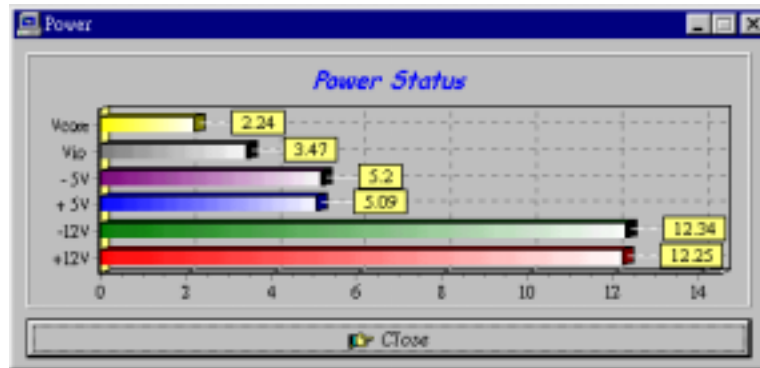 Power
Power Status
Vcore 2.24
Vio 3.47
- 5V 5.2
+ 5V 5.09
-12V 12.34
+12V 12.25
0 2 4 6 8 10 12 14
Close